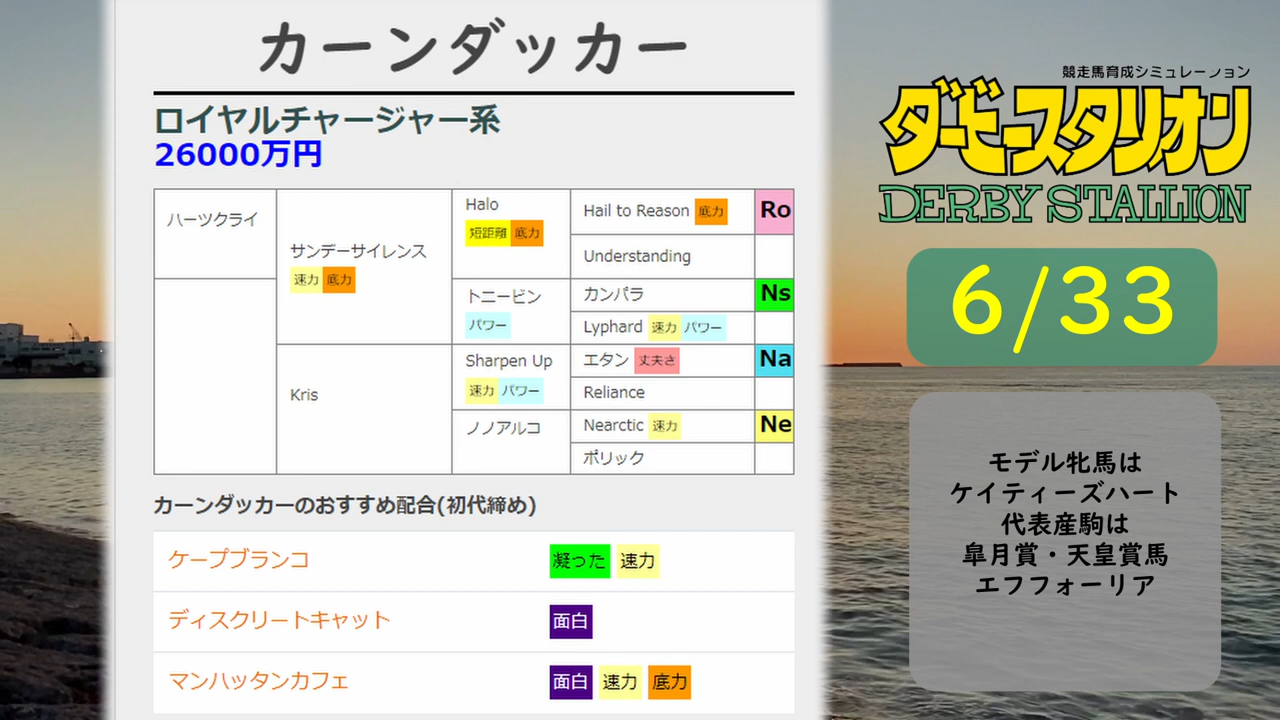 カーンダッカー
ロイヤルチャージャー系
26000万円
ハーツクライ
サンデーサイレンス
速力 底力
Halo
短距離 底力
Hail to Reason 底力 Ro
Understanding
トニービン
パワー
カンパラ Ns
Lyphard 速力 パワー
Kris
Sharpen Up
速力 パワー
エタン 丈夫さ Na
Reliance
ノノアルコ
Nearctic 速力 Ne
ポリック
カーンダッカーのおすすめ配合(初代締め)
ケープブランコ 凝った 速力
ディスクリートキャット 面白
マンハッタンカフェ 面白 速力 底力
競走馬育成シミュレーション
ダービースタリオン
DERBY STALLION
6/33
モデル牝馬は
ケイティーズハート
代表産駒は
皐月賞・天皇賞馬
エフフォーリア